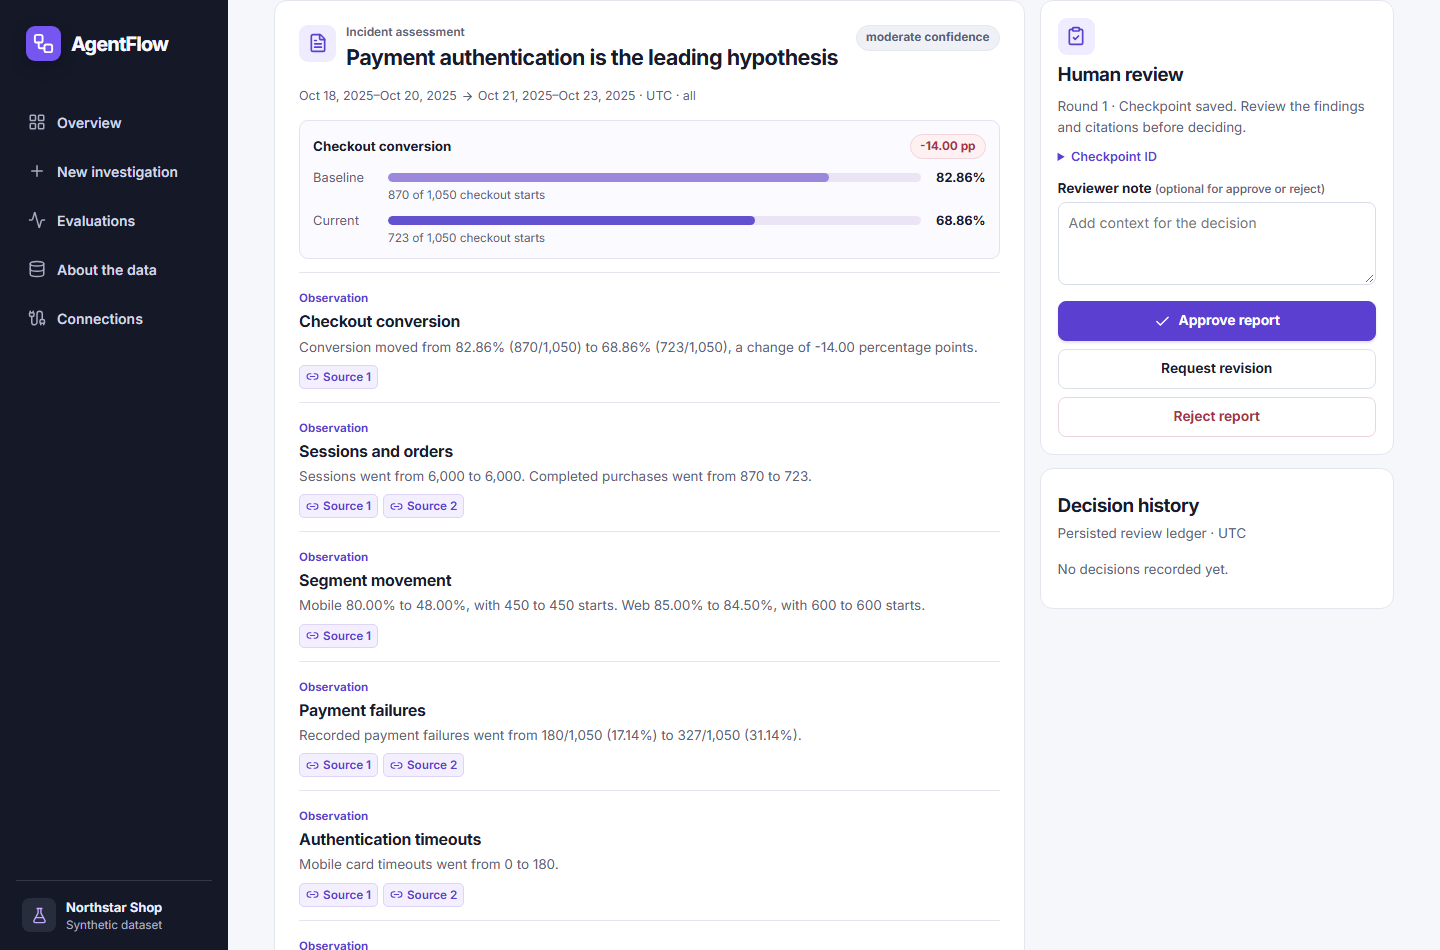 AgentFlow
Overview
New investigation
Evaluations
About the data
Connections
Northstar Shop
Synthetic dataset
Incident assessment
Payment authentication is the leading hypothesis
moderate confidence
Oct 18, 2025–Oct 20, 2025 → Oct 21, 2025–Oct 23, 2025 · UTC · all
Checkout conversion
-14.00 pp
Baseline
82.86%
870 of 1,050 checkout starts
Current
68.86%
723 of 1,050 checkout starts
Observation
Checkout conversion
Conversion moved from 82.86% (870/1,050) to 68.86% (723/1,050), a change of -14.00 percentage points.
Source 1
Observation
Sessions and orders
Sessions went from 6,000 to 6,000. Completed purchases went from 870 to 723.
Source 1 Source 2
Observation
Segment movement
Mobile 80.00% to 48.00%, with 450 to 450 starts. Web 85.00% to 84.50%, with 600 to 600 starts.
Source 1
Observation
Payment failures
Recorded payment failures went from 180/1,050 (17.14%) to 327/1,050 (31.14%).
Source 1 Source 2
Observation
Authentication timeouts
Mobile card timeouts went from 0 to 180.
Source 1 Source 2
Observation
Human review
Round 1 · Checkpoint saved. Review the findings
and citations before deciding.
Checkpoint ID
Reviewer note (optional for approve or reject)
Add context for the decision
Approve report
Request revision
Reject report
Decision history
Persisted review ledger · UTC
No decisions recorded yet.